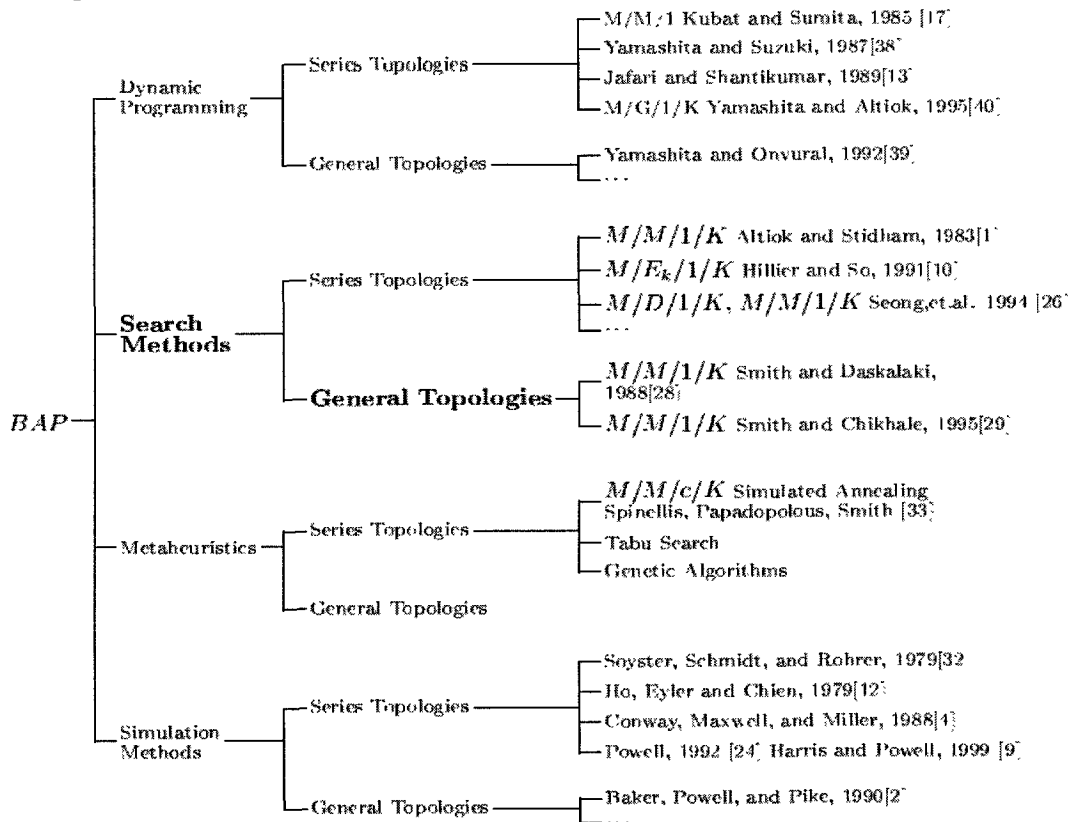 M/M/1 Kubat and Sumita, 1985 [17]
Yamashita and Suzuki, 1987[38]
Series Topologies
Jafari and Shantikumar, 1989[13]
Dynamic
Programming
M/G/1/K Yamashita and Altiok, 1995[40]
General Topologies
Yamashita and Onvural, 1992[39]
...
M/M/1/K Altiok and Stidham, 1983[1]
Series Topologies
M/E_k/1/K Hillier and So, 1991[10]
M/D/1/K, M/M/1/K Seong,et.al. 1994 [26]
...
Search
Methods
M/M/1/K Smith and Daskalaki,
1988[28]
General Topologies
M/M/1/K Smith and Chikhale, 1995[29]
BAP
M/M/c/K Simulated Annealing
Spinellis, Papadopolous, Smith [33]
Series Topologies
Tabu Search
Metaheuristics
Genetic Algorithms
General Topologies
Soyster, Schmidt, and Rohrer, 1979[32]
Ho, Eyler and Chien, 1979[12]
Series Topologies
Conway, Maxwell, and Miller, 1988[4]
Simulation
Methods
Powell, 1992 [24] Harris and Powell, 1999 [9]
General Topologies
Baker, Powell, and Pike, 1990[2]
...